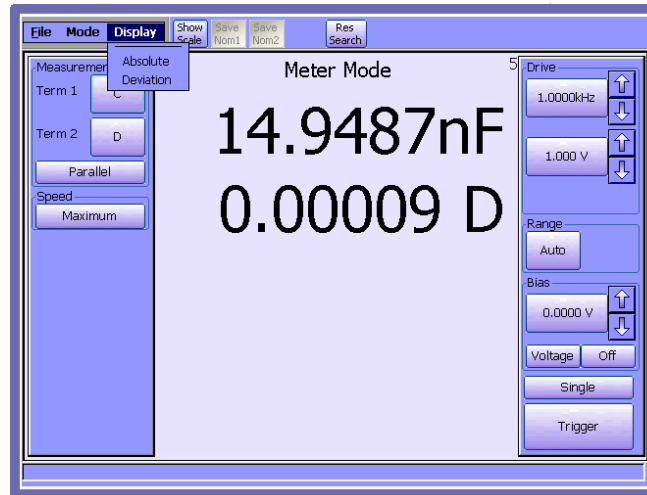 File Mode Display Show Scale Save Nom1 Save Nom2 Res Search
Absolute
Deviation
Measuremen
Term 1 C
Term 2 D
Parallel
Speed
Maximum
Meter Mode 5
14.9487nF
0.00009 D
Drive
1.0000kHz
1.000 V
Range
Auto
Bias
0.0000 V
Voltage Off
Single
Trigger